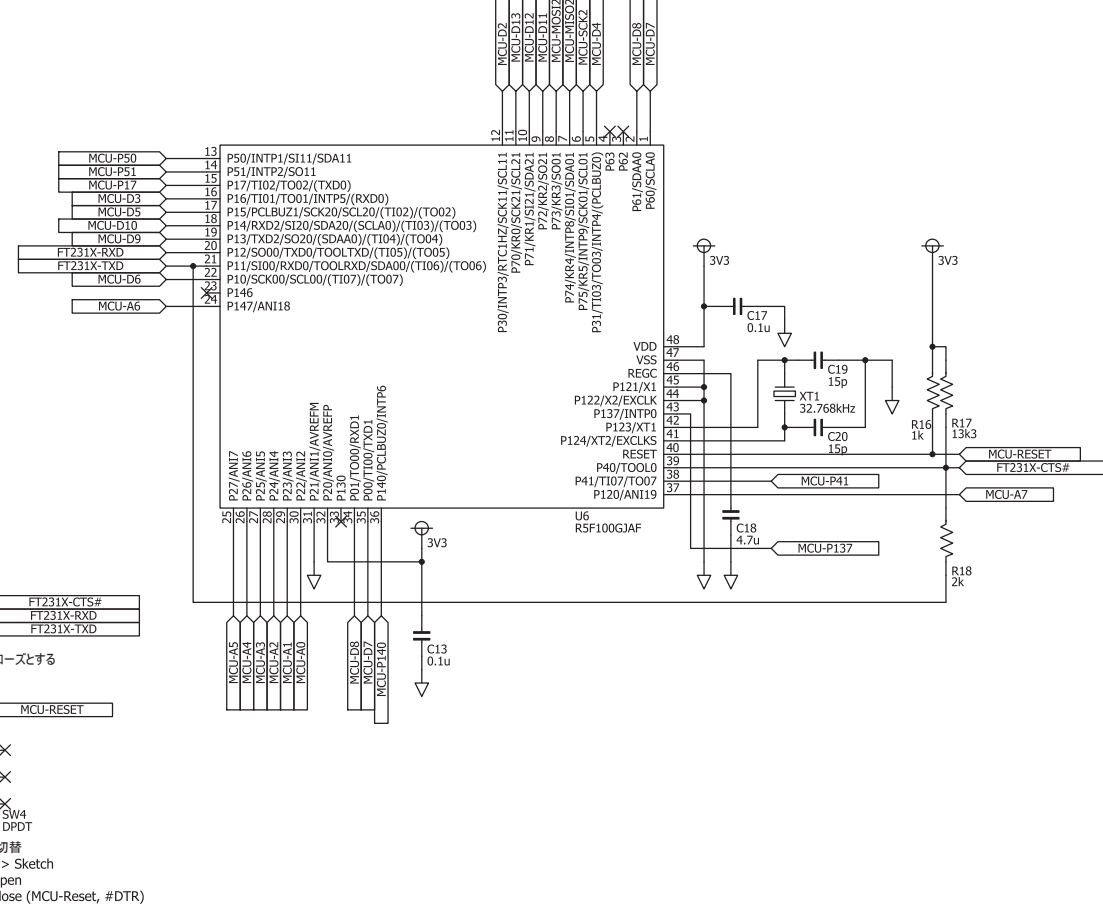 MCU-D2
MCU-D13
MCU-D12
MCU-D11
MCU-MOSI2
MCU-MISO2
MCU-SCK2
MCU-D4
MCU-D8
MCU-D7
12
11
10
9
8
7
6
5
4
3
2
1
P30/INTP3/RTC1HZ/SCK11/SCL11
P70/KR0/SCK21/SCL21
P71/KR1/SI21/SDA21
P72/KR2/SO21
P73/KR3/SO01
P74/KR4/INTP8/SI01/SDA01
P75/KR5/INTP9/SCK01/SCL01
P31/TI03/TO03/INTP4/(PCLBUZ0)
P63
P62
P61/SDAA0
P60/SCLA0
MCU-P50 13 P50/INTP1/SI11/SDA11
MCU-P51 14 P51/INTP2/SO11
MCU-P17 15 P17/TI02/TO02/(TXD0)
MCU-D3 16 P16/TI01/TO01/INTP5/(RXD0)
MCU-D5 17 P15/PCLBUZ1/SCK20/SCL20/(TI02)/(TO02)
MCU-D10 18 P14/RXD2/SI20/SDA20/(SCLA0)/(TI03)/(TO03)
MCU-D9 19 P13/TXD2/SO20/(SDAA0)/(TI04)/(TO04)
FT231X-RXD 20 P12/SO00/TXD0/TOOLTXD/(TI05)/(TO05)
FT231X-TXD 21 P11/SI00/RXD0/TOOLRXD/SDA00/(TI06)/(TO06)
MCU-D6 22 P10/SCK00/SCL00/(TI07)/(TO07)
23 P146
MCU-A6 24 P147/ANI18
3V3
3V3
C17
0.1u
VDD 48
VSS 47
REGC 46
P121/X1 45
P122/X2/EXCLK 44
P137/INTP0 43
P123/XT1 42
P124/XT2/EXCLKS 41
RESET 40 MCU-RESET
P40/TOOL0 39 FT231X-CTS#
P41/TI07/TO07 38 MCU-P41
P120/ANI19 37 MCU-A7
C19
15p
XT1
32.768kHz
C20
15p
R16
1k
R17
13k3
P27/ANI7
P26/ANI6
P25/ANI5
P24/ANI4
P23/ANI3
P22/ANI2
P21/ANI1/AVREFM
P20/ANI0/AVREFP
P130
P01/TO00/RXD1
P00/TI00/TXD1
P140/PCLBUZ0/INTP6
25
26
27
28
29
30
31
32
33
34
35
36
U6
R5F100GJAF
3V3
C18
4.7u
MCU-P137
R18
2k
FT231X-CTS#
FT231X-RXD
FT231X-TXD
MCU-A5
MCU-A4
MCU-A3
MCU-A2
MCU-A1
MCU-A0
MCU-D8
MCU-D7
MCU-P140
C13
0.1u
ローズとする
MCU-RESET
SW4
DPDT
切替
> Sketch
pen
lose (MCU-Reset, #DTR)